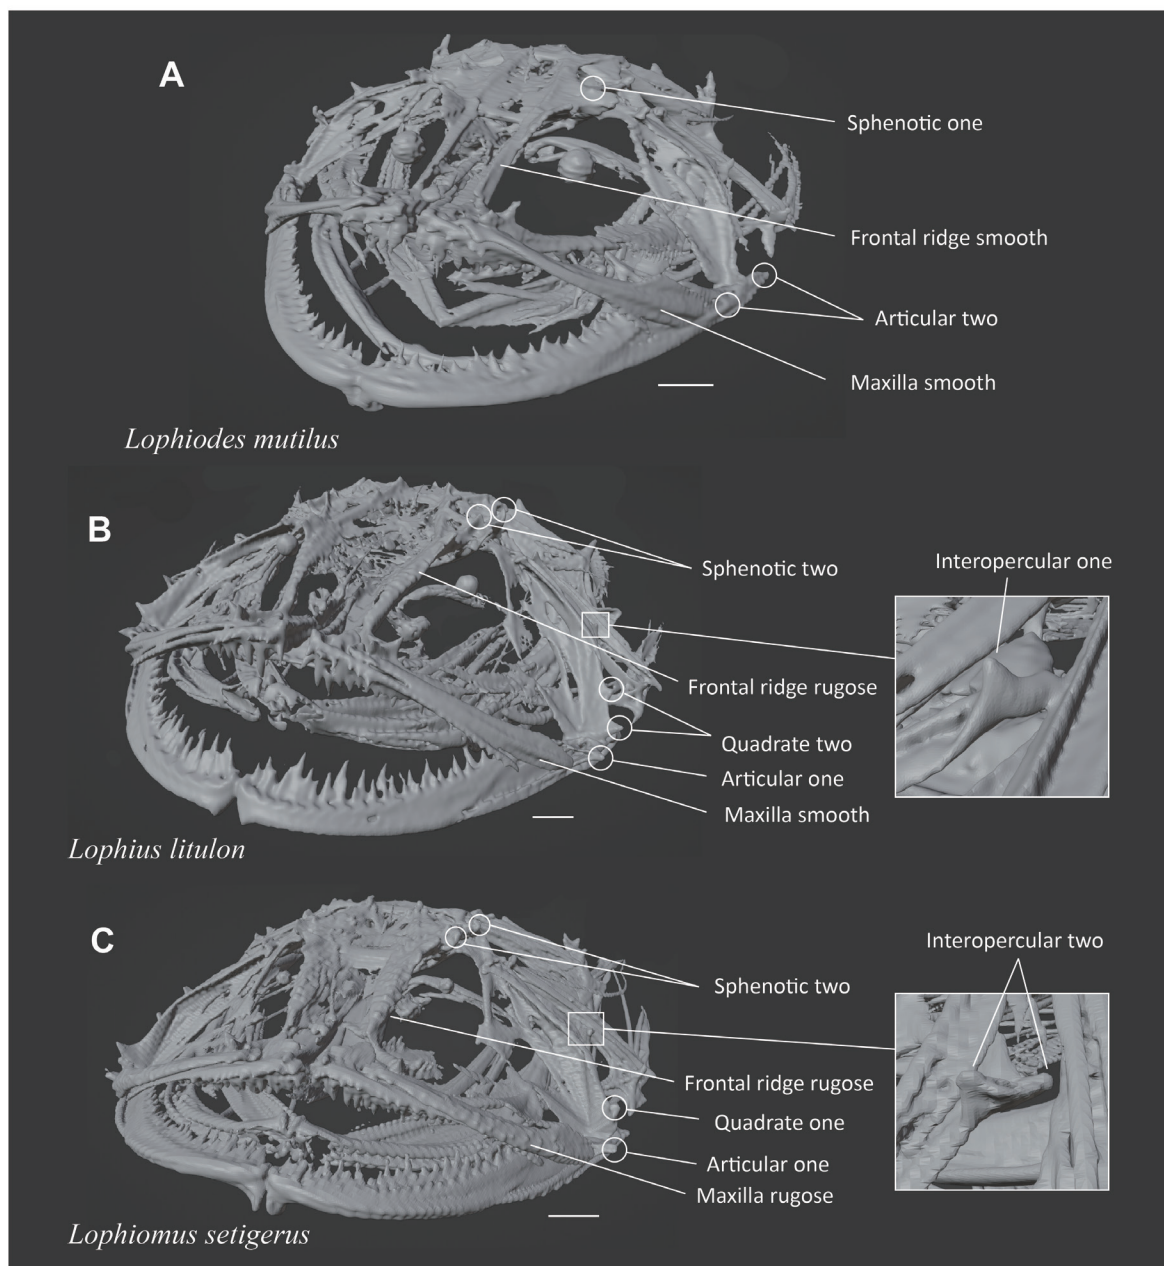 A
Sphenotic one
Frontal ridge smooth
Articular two
Maxilla smooth
Lophiodes mutilus
B
Sphenotic two
Interopercular one
Frontal ridge rugose
Quadrate two
Articular one
Maxilla smooth
Lophius litulon
C
Interopercular two
Sphenotic two
Frontal ridge rugose
Quadrate one
Articular one
Maxilla rugose
Lophiomus setigerus